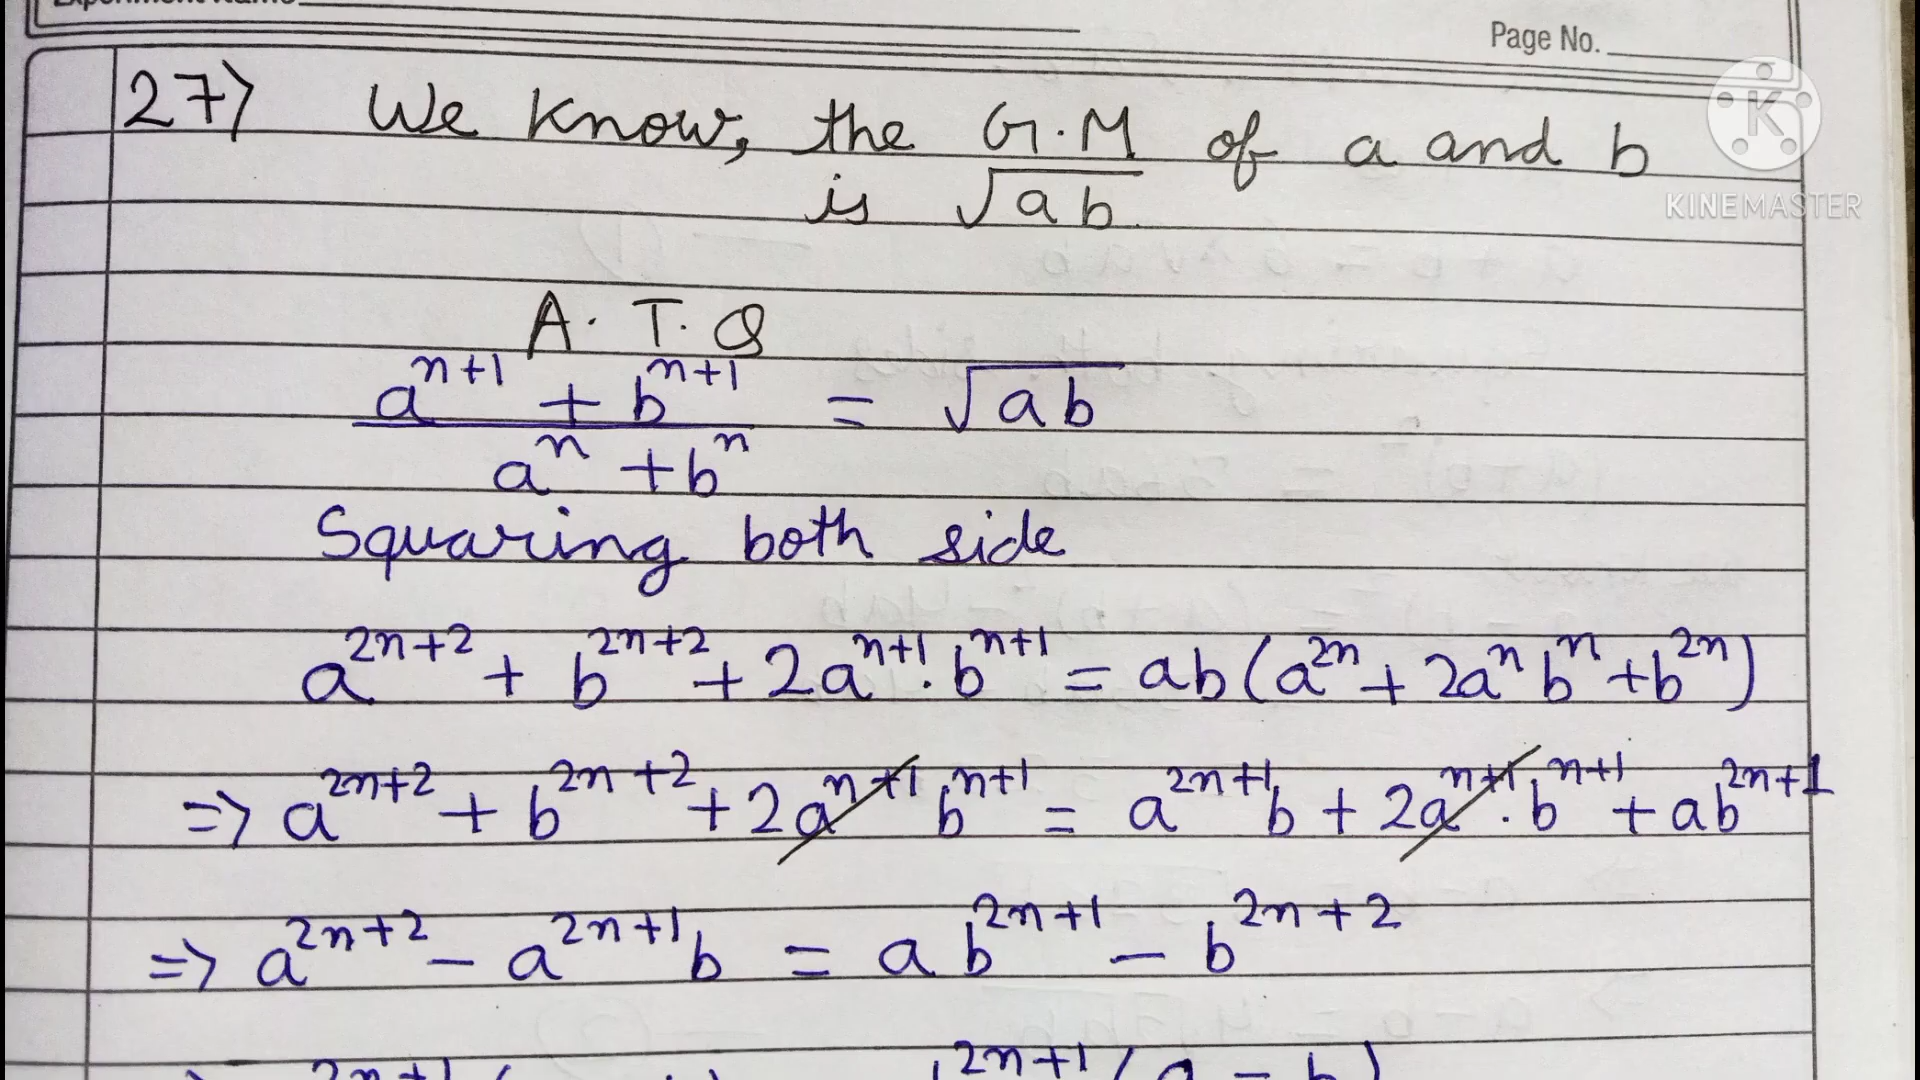 Experiment Name
Page No.
27) We know, the G.M of a and b
is √ab
KINEMASTER
A. T. Q
a^{n+1} + b^{n+1} / a^n + b^n = √ab
Squaring both side
a^{2n+2} + b^{2n+2} + 2a^{n+1} . b^{n+1} = ab(a^{2n} + 2a^n b^n + b^{2n})
=> a^{2n+2} + b^{2n+2} + 2a^{n+1} b^{n+1} = a^{2n+1}b + 2a^{n+1} . b^{n+1} + ab^{2n+1}
=> a^{2n+2} - a^{2n+1}b = a b^{2n+1} - b^{2n+2}